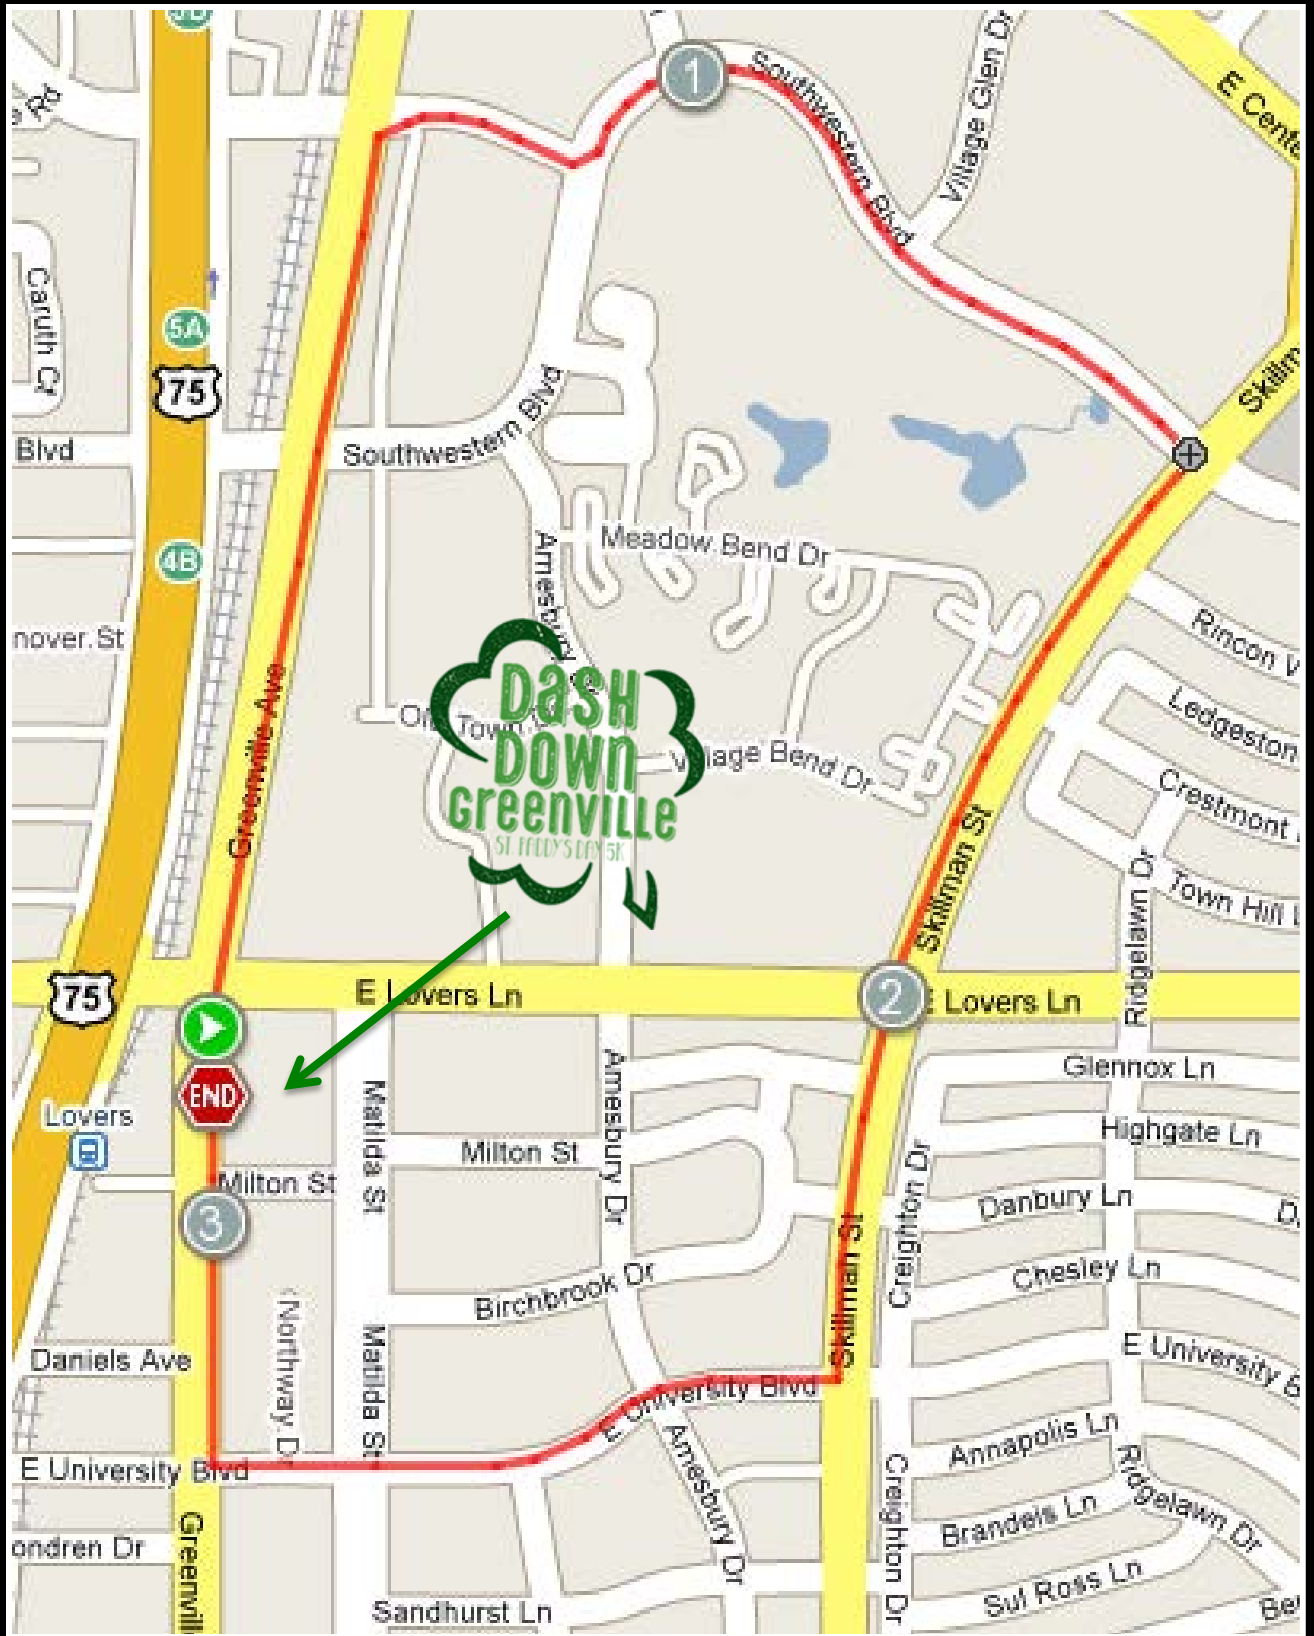 1
Southwestern Blvd
Village Glen Dr
Rd
5A
75
Caruth Cr
Blvd
Southwestern Blvd
Skillm
4B
Meadow Bend Dr
Amesbury
nover St
Rincon
Ledgeston
Crestmont
Town Hill
DASH
DOWN
GREENVILLE
ST. PADDY'S DAY 5K
Village Bend Dr
Greenville Ave
Skillman St
Ridgelawn Dr
75
E Lovers Ln
2
E Lovers Ln
END
Lovers
Glennox Ln
Matilda St
Amesbury Dr
Milton St
Highgate Ln
Milton St
Creighton Dr
Danbury Ln
D
3
Skillman St
Chesley Ln
Birchbrook Dr
Northway Dr
Matilda St
Daniels Ave
E University B
E University Blvd
E University Blvd
Amesbury Dr
Annapolis Ln
Ridgelawn Dr
Creighton Dr
Brandeis Ln
Greenvill
ondren Dr
Sul Ross Ln
Sandhurst Ln
Be
E Cente